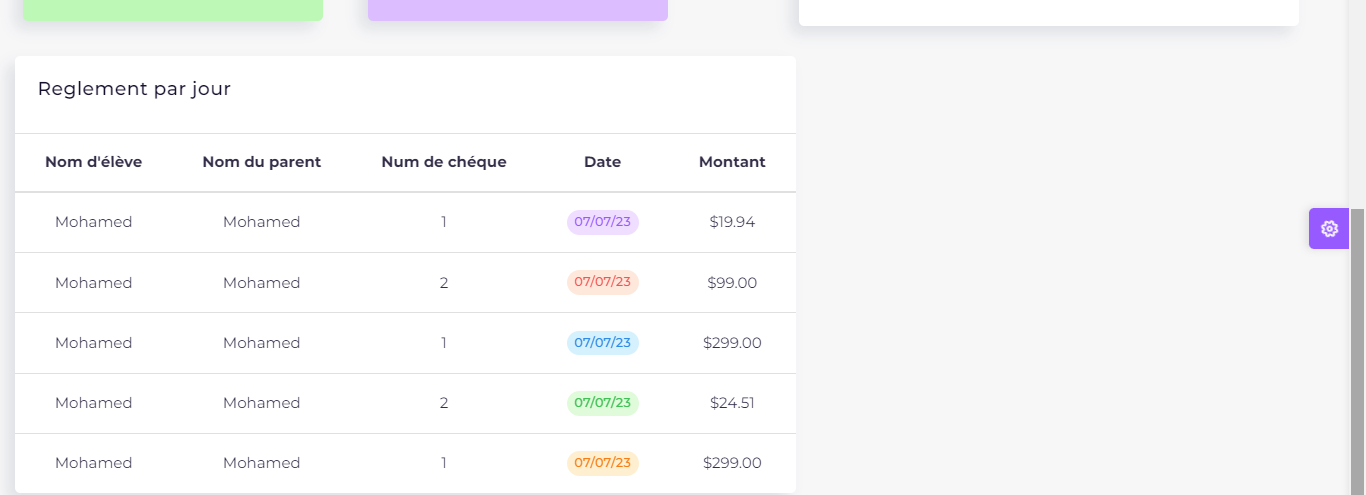 Reglement par jour
Nom d'élève Nom du parent Num de chéque Date Montant
Mohamed Mohamed 1 07/07/23 $19.94
Mohamed Mohamed 2 07/07/23 $99.00
Mohamed Mohamed 1 07/07/23 $299.00
Mohamed Mohamed 2 07/07/23 $24.51
Mohamed Mohamed 1 07/07/23 $299.00